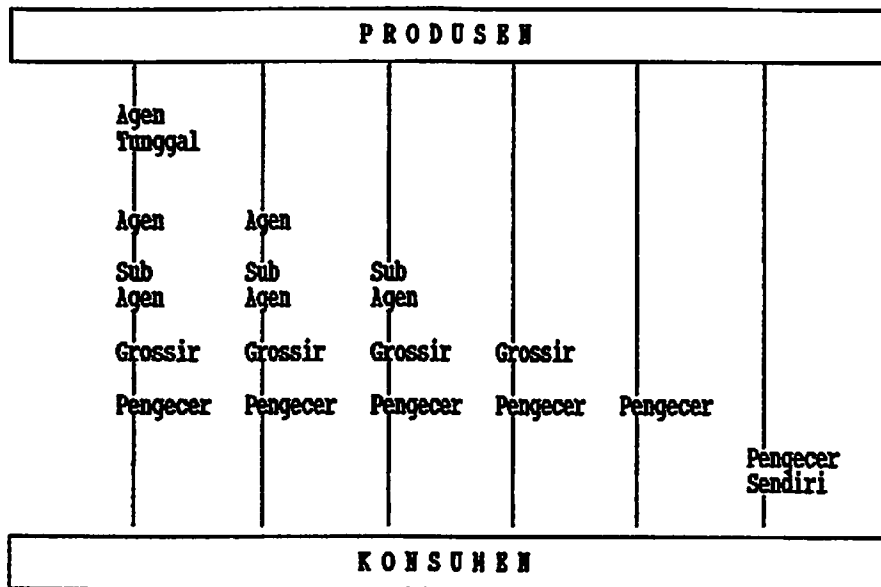 PRODUSEN
Agen
Tunggal
Agen Agen
Sub Sub Sub
Agen Agen Agen
Grossir Grossir Grossir Grossir
Pengecer Pengecer Pengecer Pengecer Pengecer
Pengecer
Sendiri
KONSUMEN